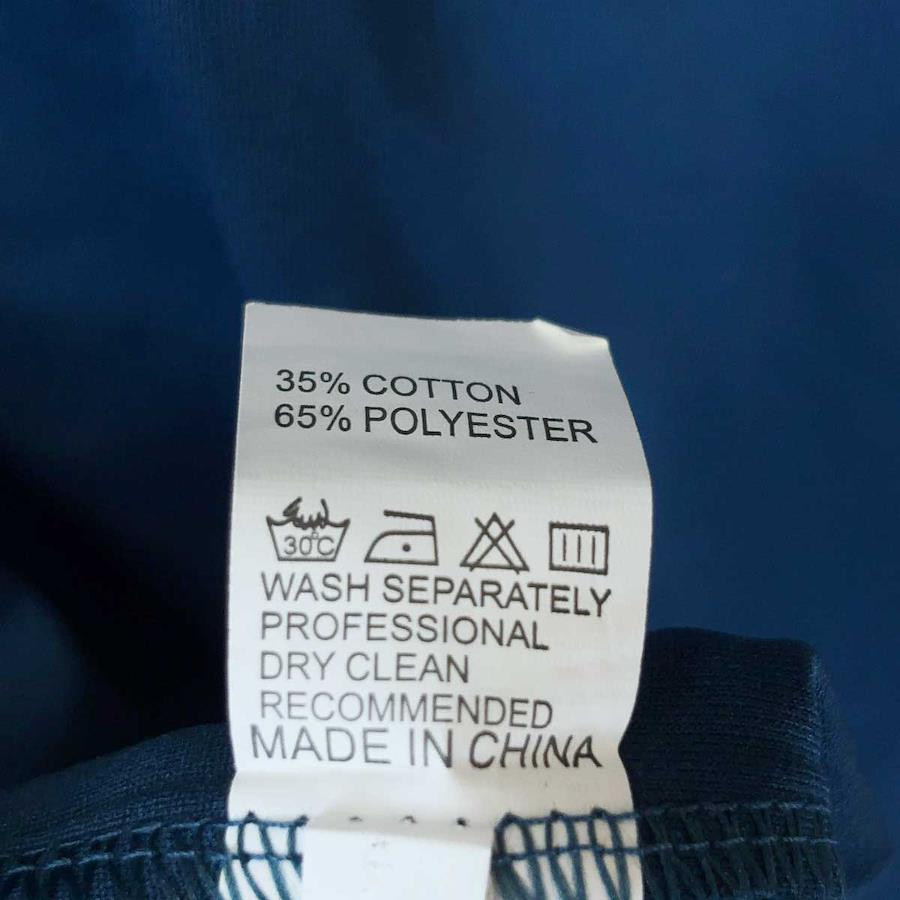 35% COTTON
65% POLYESTER
30°C
WASH SEPARATELY
PROFESSIONAL
DRY CLEAN
RECOMMENDED
MADE IN CHINA